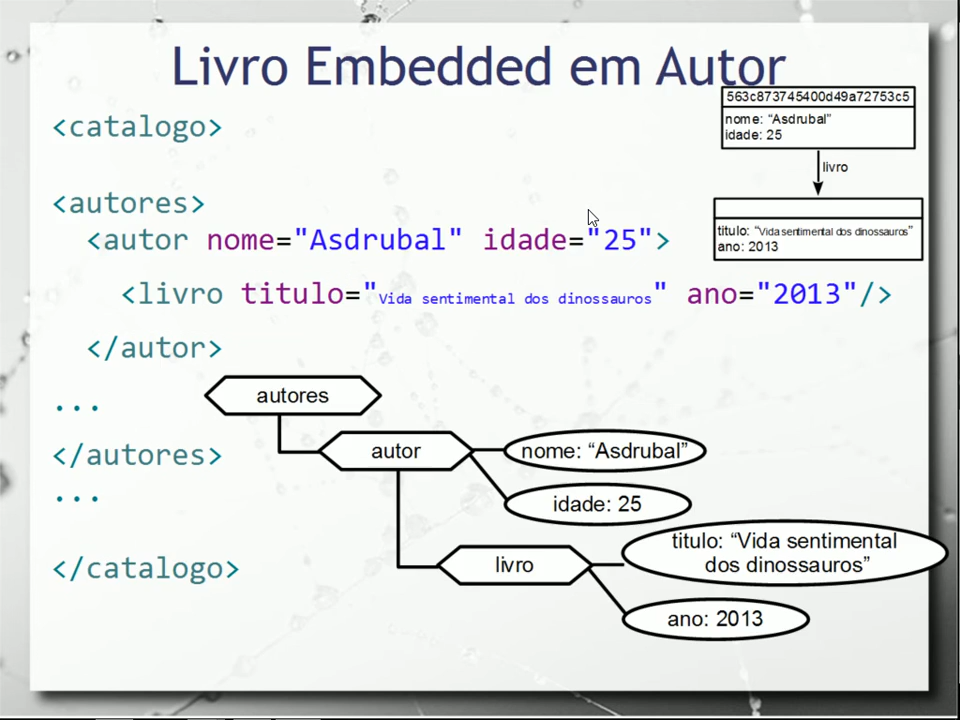 Livro Embedded em Autor
563c873745400d49a72753c5
nome: “Asdrubal”
idade: 25
livro
titulo: “Vida sentimental dos dinossauros”
ano: 2013
<catalogo>
<autores>
<autor nome="Asdrubal" idade="25">
<livro titulo="Vida sentimental dos dinossauros" ano="2013"/>
</autor>
...
</autores>
...
</catalogo>
autores
autor
nome: “Asdrubal”
idade: 25
livro
titulo: “Vida sentimental
dos dinossauros”
ano: 2013